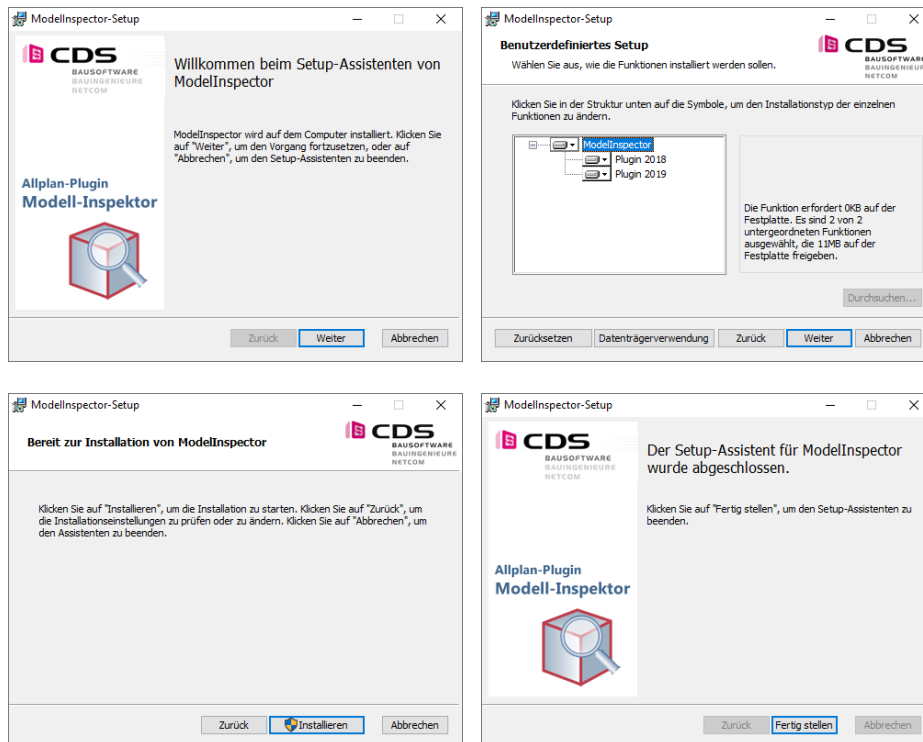 ModelInspector-Setup
CDS
BAUSOFTWARE
BAUINGENIEURE
NETCOM
Willkommen beim Setup-Assistenten von
ModelInspector
ModelInspector wird auf dem Computer installiert. Klicken Sie
auf "Weiter", um den Vorgang fortzusetzen, oder auf
"Abbrechen", um den Setup-Assistenten zu beenden.
Allplan-Plugin
Modell-Inspektor
Zurück
Weiter
Abbrechen
ModelInspector-Setup
Benutzerdefiniertes Setup
Wählen Sie aus, wie die Funktionen installiert werden sollen.
CDS
BAUSOFTWARE
BAUINGENIEUR
NETCOM
Klicken Sie in der Struktur unten auf die Symbole, um den Installationstyp der einzelnen
Funktionen zu ändern.
ModelInspector
Plugin 2018
Plugin 2019
Die Funktion erfordert 0KB auf der
Festplatte. Es sind 2 von 2
untergeordneten Funktionen
ausgewählt, die 11MB auf der
Festplatte freigeben.
Durchsuchen...
Zurücksetzen
Datenträgerverwendung
Zurück
Weiter
Abbrechen
ModelInspector-Setup
Bereit zur Installation von ModelInspector
CDS
BAUSOFTWARE
BAUINGENIEURE
NETCOM
Klicken Sie auf "Installieren", um die Installation zu starten. Klicken Sie auf "Zurück", um
die Installationseinstellungen zu prüfen oder zu ändern. Klicken Sie auf "Abbrechen", um
den Assistenten zu beenden.
Zurück
Installieren
Abbrechen
ModelInspector-Setup
CDS
BAUSOFTWARE
BAUINGENIEURE
NETCOM
Der Setup-Assistent für ModelInspector
wurde abgeschlossen.
Klicken Sie auf "Fertig stellen", um den Setup-Assistenten zu
beenden.
Allplan-Plugin
Modell-Inspektor
Zurück
Fertig stellen
Abbrechen